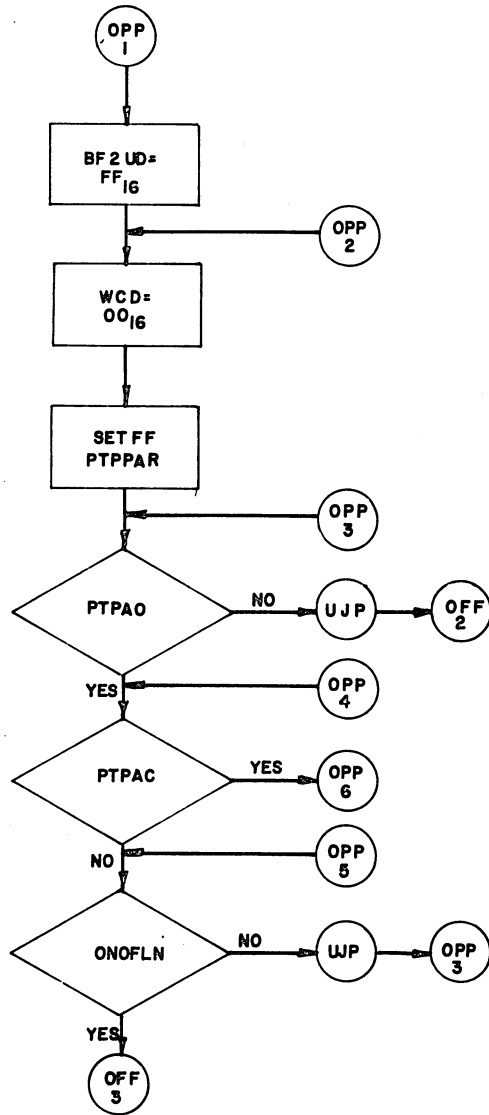 OPP
1
BF2UD=
FF16
OPP
2
WCD=
0016
SET FF
PTPPAR
OPP
3
PTPAO
NO
UJP
OFF
2
YES
OPP
4
PTPAC
YES
OPP
6
NO
OPP
5
ONOFLN
NO
UJP
OPP
3
YES
OFF
3